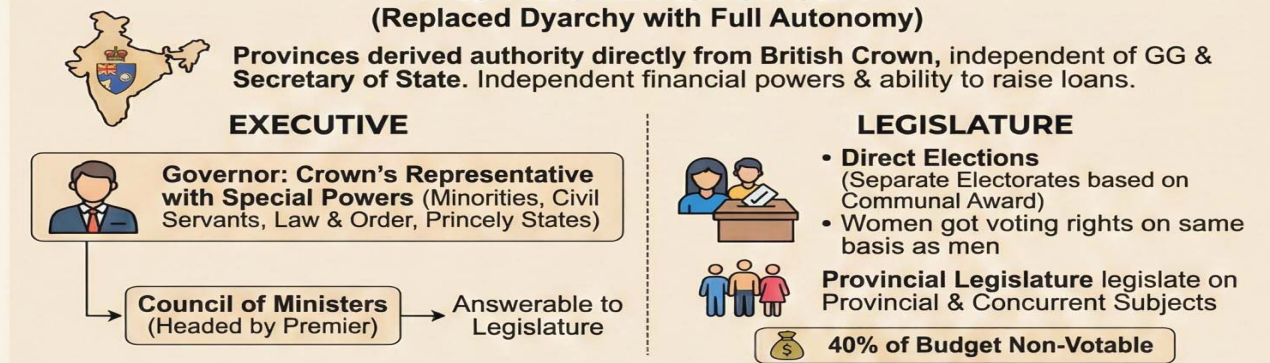 (Replaced Dyarchy with Full Autonomy)
Provinces derived authority directly from British Crown, independent of GG &
Secretary of State. Independent financial powers & ability to raise loans.
EXECUTIVE
Governor: Crown's Representative
with Special Powers (Minorities, Civil
Servants, Law & Order, Princely States)
Council of Ministers
(Headed by Premier)
Answerable to
Legislature
LEGISLATURE
• Direct Elections
(Separate Electorates based on
Communal Award)
• Women got voting rights on same
basis as men
Provincial Legislature legislate on
Provincial & Concurrent Subjects
$ 40% of Budget Non-Votable